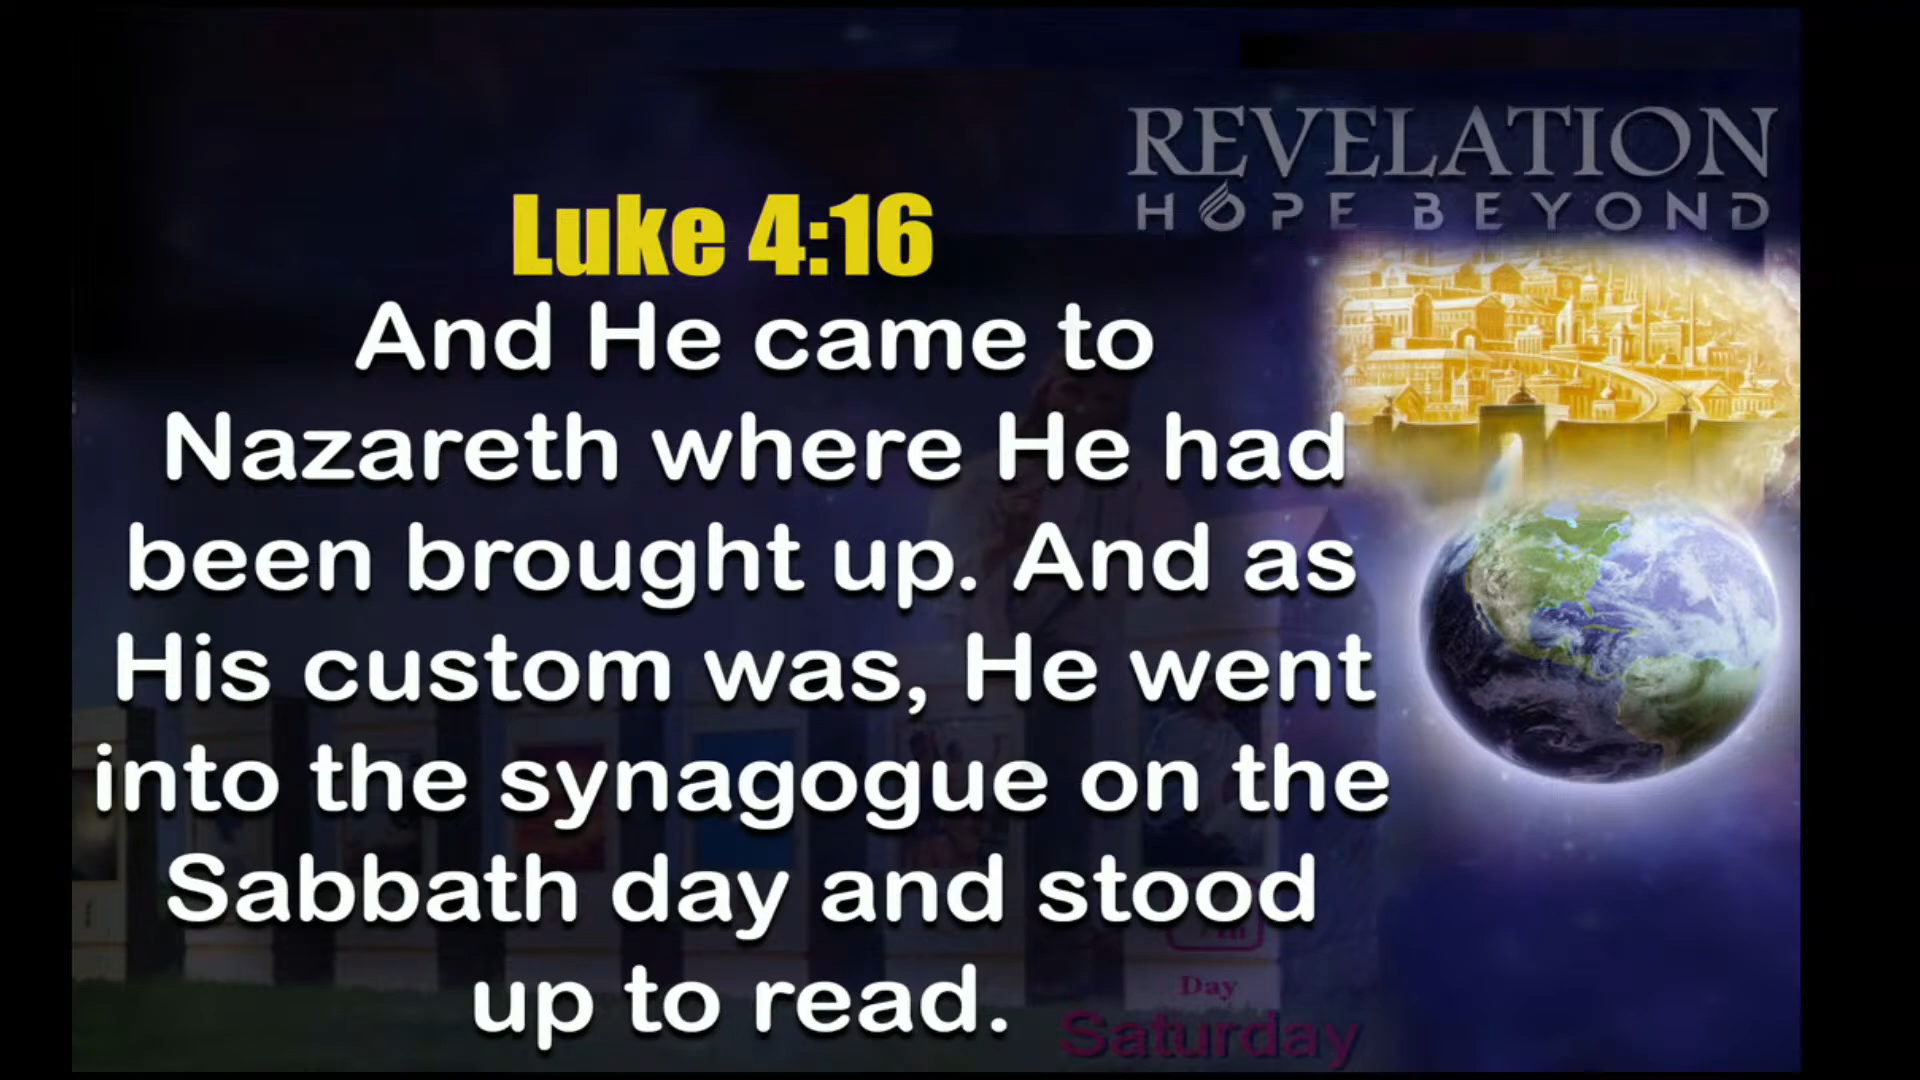 REVELATION
HOPE BEYOND
Luke 4:16
And He came to
Nazareth where He had
been brought up. And as
His custom was, He went
into the synagogue on the
Sabbath day and stood
up to read.
7th
Day
Saturday